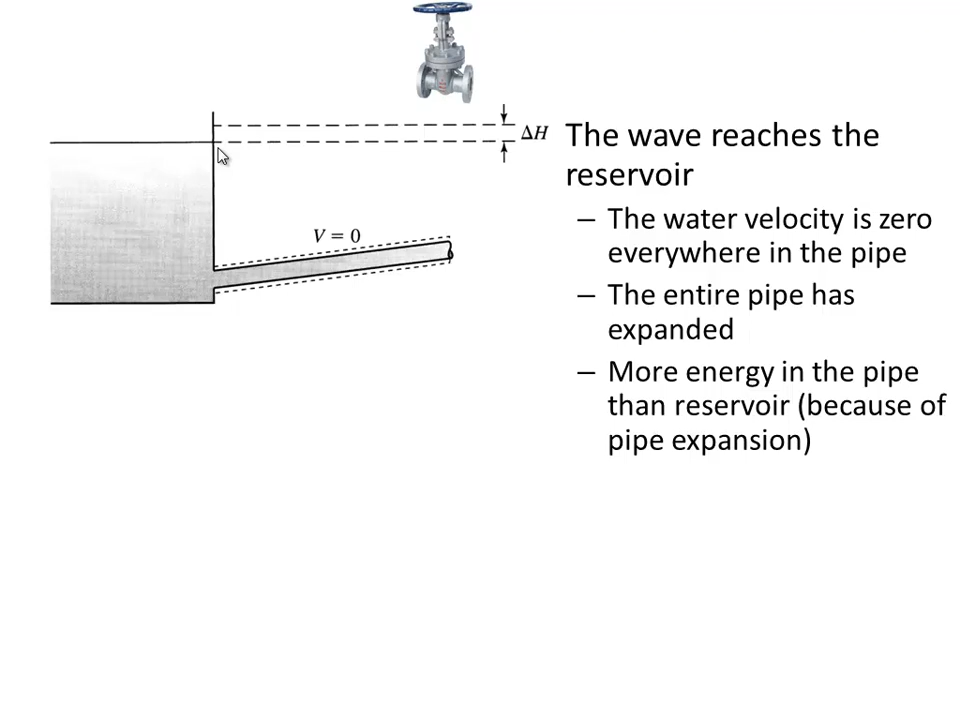 ΔH
The wave reaches the
reservoir
– The water velocity is zero
everywhere in the pipe
– The entire pipe has
expanded
– More energy in the pipe
than reservoir (because of
pipe expansion)
V = 0